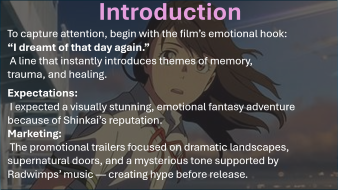 Introduction
To capture attention, begin with the film's emotional hook:
“I dreamt of that day again.”
A line that instantly introduces themes of memory,
trauma, and healing.
Expectations:
I expected a visually stunning, emotional fantasy adventure
because of Shinkai's reputation.
Marketing:
The promotional trailers focused on dramatic landscapes,
supernatural doors, and a mysterious tone supported by
Radwimps' music — creating hype before release.